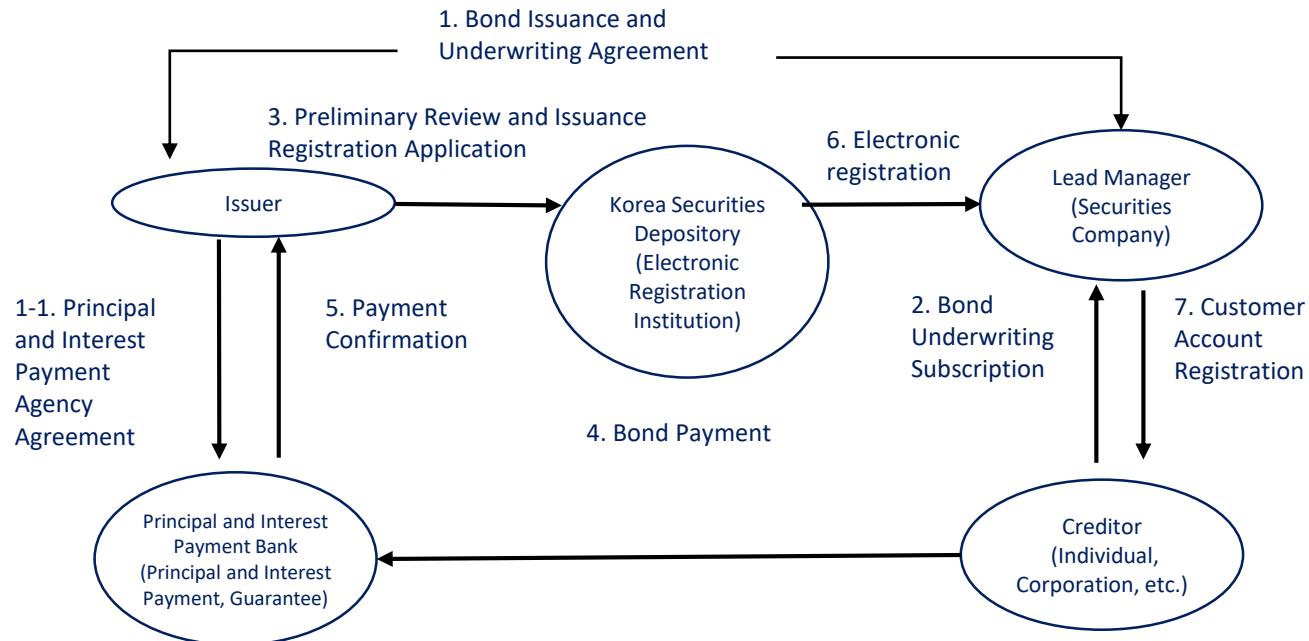 1. Bond Issuance and
Underwriting Agreement
3. Preliminary Review and Issuance
Registration Application
6. Electronic
registration
Issuer
Korea Securities
Depository
(Electronic
Registration
Institution)
Lead Manager
(Securities
Company)
1-1. Principal
and Interest
Payment
Agency
Agreement
5. Payment
Confirmation
2. Bond
Underwriting
Subscription
7. Customer
Account
Registration
4. Bond Payment
Principal and Interest
Payment Bank
(Principal and Interest
Payment, Guarantee)
Creditor
(Individual,
Corporation, etc.)